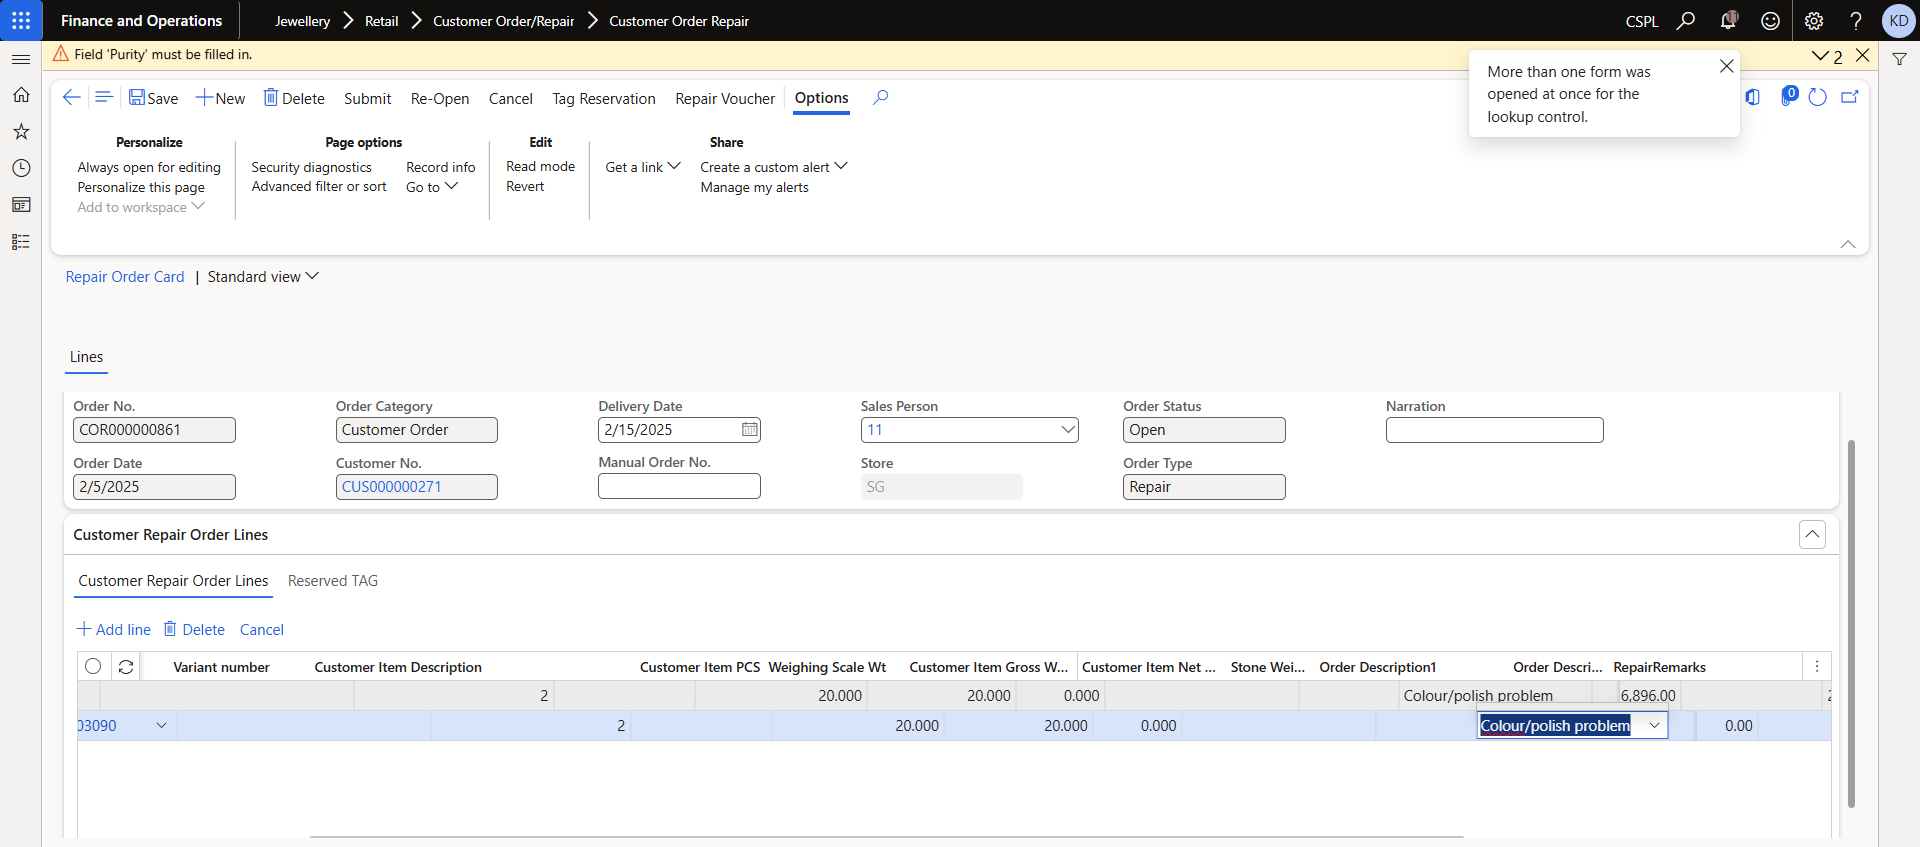 Finance and Operations
Jewellery
Retail
Customer Order/Repair
Customer Order Repair
CSPL
KD
Field 'Purity' must be filled in.
2
More than one form was
opened at once for the
lookup control.
Save
New
Delete
Submit
Re-Open
Cancel
Tag Reservation
Repair Voucher
Options
0
Personalize
Always open for editing
Personalize this page
Add to workspace
Page options
Security diagnostics
Advanced filter or sort
Record info
Go to
Edit
Read mode
Revert
Share
Get a link
Create a custom alert
Manage my alerts
Repair Order Card | Standard view
Lines
Order No.
COR000000861
Order Category
Customer Order
Delivery Date
2/15/2025
Sales Person
11
Order Status
Open
Narration
Order Date
2/5/2025
Customer No.
CUS000000271
Manual Order No.
Store
SG
Order Type
Repair
Customer Repair Order Lines
Customer Repair Order Lines
Reserved TAG
Add line
Delete
Cancel
Variant number Customer Item Description Customer Item PCS Weighing Scale Wt Customer Item Gross W... Customer Item Net ... Stone Wei... Order Description1 Order Descri... RepairRemarks
2 20.000 20.000 0.000 Colour/polish problem 6,896.00
03090 2 20.000 20.000 0.000 Colour/polish problem 0.00